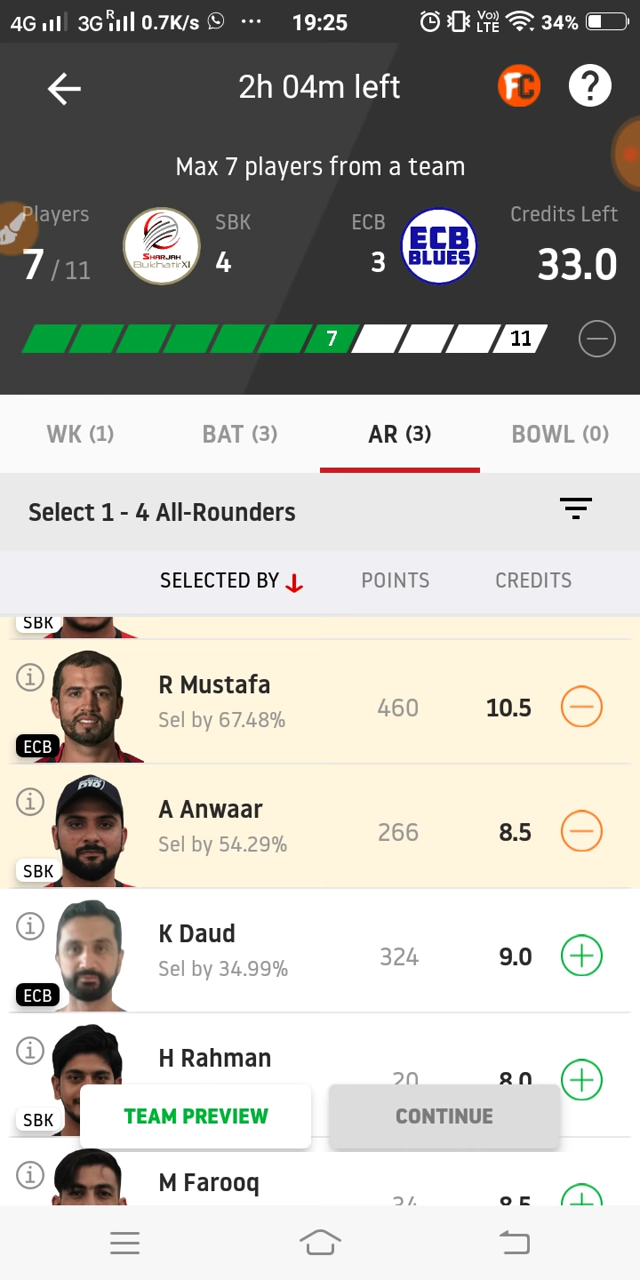 4G 3G R 0.7K/s ··· 19:25 Vo) LTE 34%
2h 04m left FC ?
Max 7 players from a team
Players SBK ECB Credits Left
7 / 11 4 3 33.0
SHARJAH
BukhatirXI
ECB
BLUES
7 11
WK (1) BAT (3) AR (3) BOWL (0)
Select 1 - 4 All-Rounders
SELECTED BY POINTS CREDITS
SBK
R Mustafa
Sel by 67.48% 460 10.5
ECB
A Anwaar
Sel by 54.29% 266 8.5
SBK
K Daud
Sel by 34.99% 324 9.0
ECB
H Rahman
20 8.0
SBK
TEAM PREVIEW CONTINUE
M Farooq
34 8.5